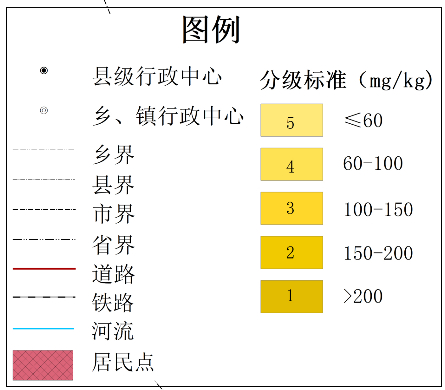 图例
县级行政中心
乡、镇行政中心
乡界
县界
市界
省界
道路
铁路
河流
居民点
分级标准（mg/kg）
5 ≤60
4 60-100
3 100-150
2 150-200
1 >200